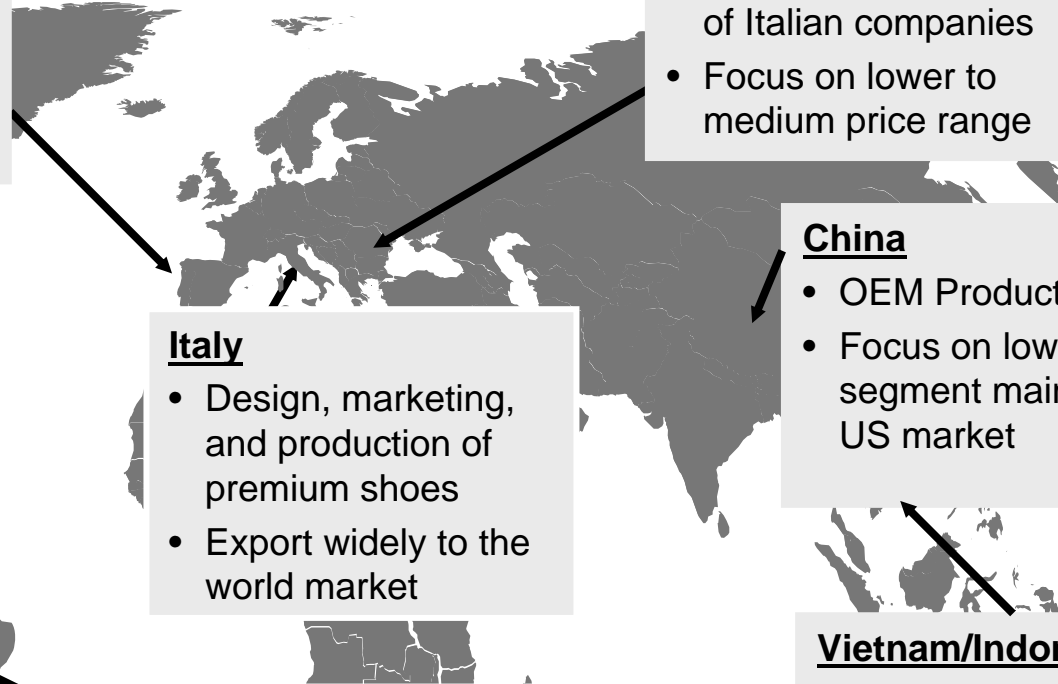 of Italian companies
• Focus on lower to
medium price range
China
• OEM Product
• Focus on low
segment main
US market
Italy
• Design, marketing,
and production of
premium shoes
• Export widely to the
world market
Vietnam/Indon